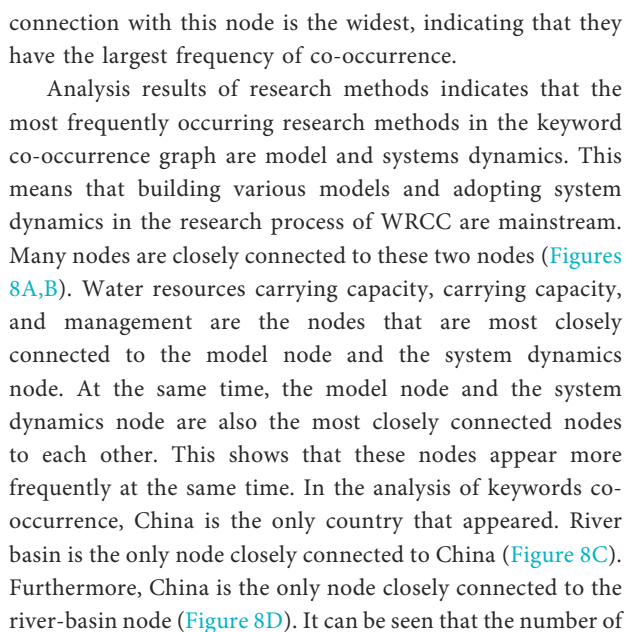 connection with this node is the widest, indicating that they
have the largest frequency of co-occurrence.
Analysis results of research methods indicates that the
most frequently occurring research methods in the keyword
co-occurrence graph are model and systems dynamics. This
means that building various models and adopting system
dynamics in the research process of WRCC are mainstream.
Many nodes are closely connected to these two nodes (Figures
8A,B). Water resources carrying capacity, carrying capacity,
and management are the nodes that are most closely
connected to the model node and the system dynamics
node. At the same time, the model node and the system
dynamics node are also the most closely connected nodes
to each other. This shows that these nodes appear more
frequently at the same time. In the analysis of keywords co-
occurrence, China is the only country that appeared. River
basin is the only node closely connected to China (Figure 8C).
Furthermore, China is the only node closely connected to the
river-basin node (Figure 8D). It can be seen that the number of